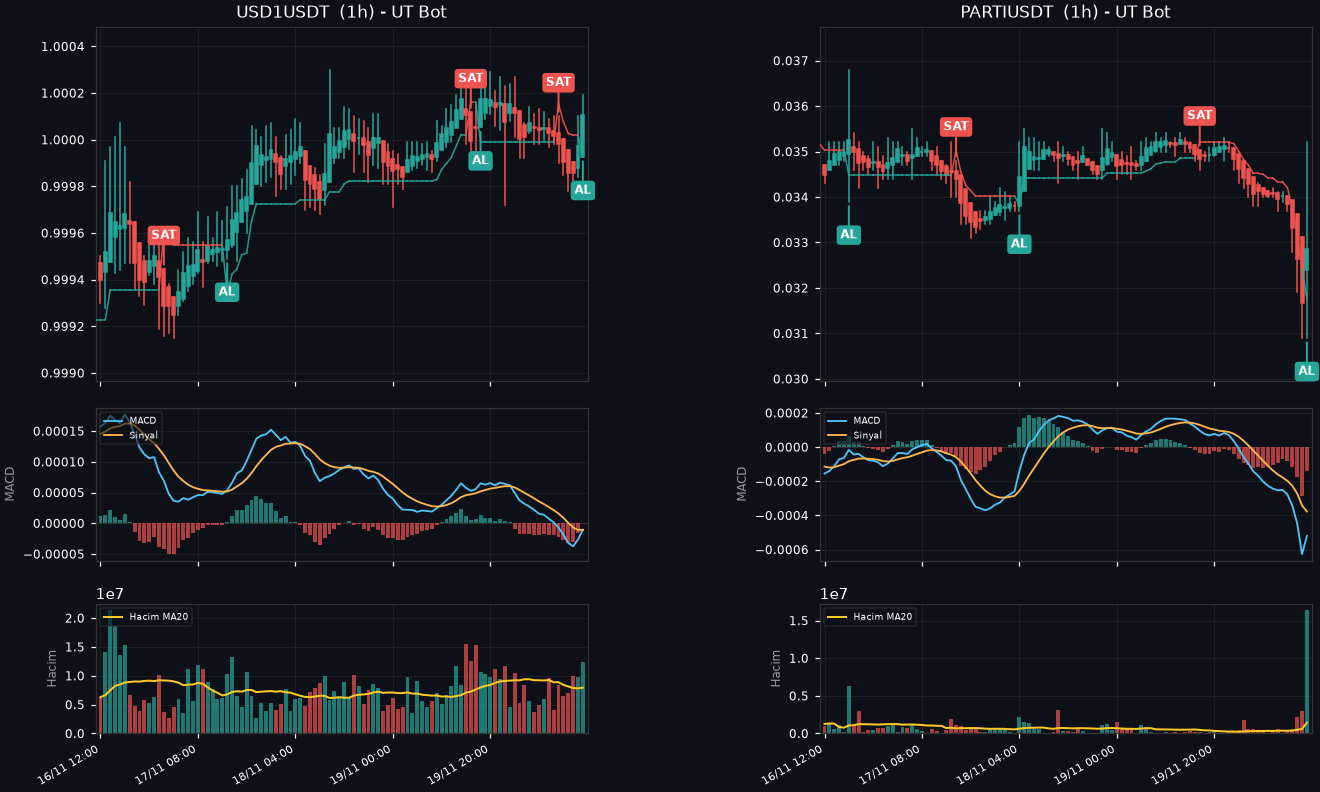 USD1USDT (1h) - UT Bot
1.0004
1.0002
1.0000
0.9998
0.9996
0.9994
0.9992
0.9990
SAT
AL
SAT
AL
SAT
AL
MACD
Sinyal
0.00015
0.00010
0.00005
0.00000
−0.00005
MACD
1e7
Hacim MA20
2.0
1.5
1.0
0.5
0.0
Hacim
16/11 12:00
17/11 08:00
18/11 04:00
19/11 00:00
19/11 20:00
PARTIUSDT (1h) - UT Bot
0.037
0.036
0.035
0.034
0.033
0.032
0.031
0.030
AL
SAT
AL
SAT
AL
MACD
Sinyal
0.0002
0.0000
−0.0002
−0.0004
−0.0006
MACD
1e7
Hacim MA20
1.5
1.0
0.5
0.0
Hacim
16/11 12:00
17/11 08:00
18/11 04:00
19/11 00:00
19/11 20:00